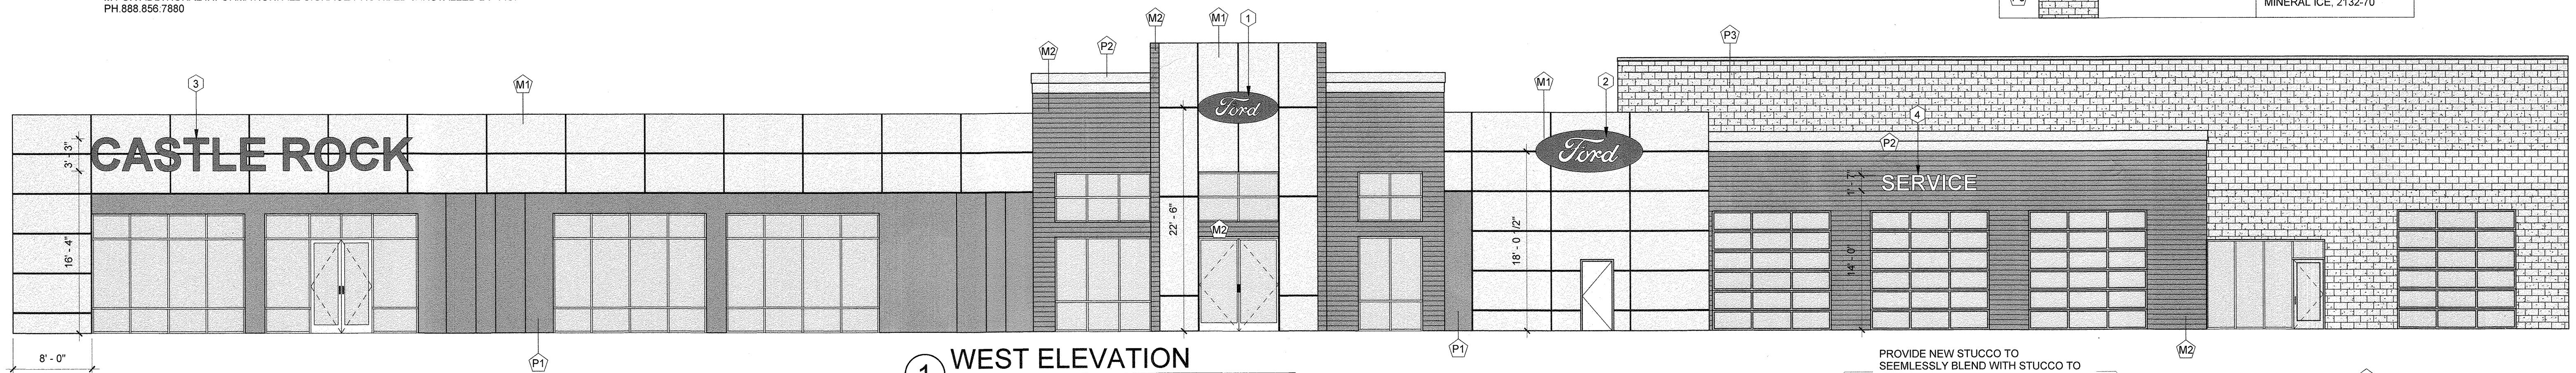 PH.888.856.7880
MINERAL ICE, 2132-70
M2
M1
1
M2
P2
P3
3
M1
M1
2
Ford
4
CASTLE ROCK
3' - 3"
Ford
P2
SERVICE
1' - 7"
16' - 4"
22' - 6"
M2
18' - 0 1/2"
14' - 0"
8' - 0"
P1
P1
M2
1 WEST ELEVATION
PROVIDE NEW STUCCO TO
SEEMLESSLY BLEND WITH STUCCO TO